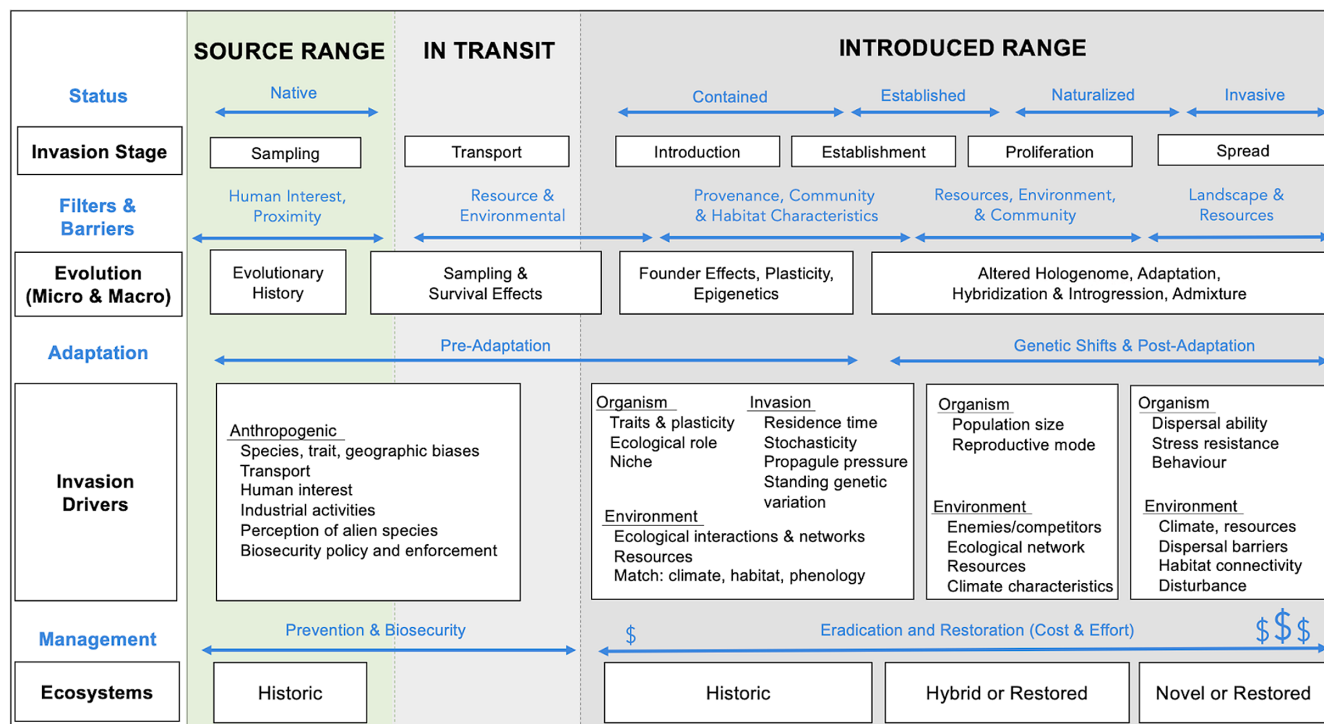 SOURCE RANGE
IN TRANSIT
INTRODUCED RANGE
Status
Native
Contained
Established
Naturalized
Invasive
Invasion Stage
Sampling
Transport
Introduction
Establishment
Proliferation
Spread
Filters &
Barriers
Human Interest,
Proximity
Resource &
Environmental
Provenance, Community
& Habitat Characteristics
Resources, Environment,
& Community
Landscape &
Resources
Evolution
(Micro & Macro)
Evolutionary
History
Sampling &
Survival Effects
Founder Effects, Plasticity,
Epigenetics
Altered Hologenome, Adaptation,
Hybridization & Introgression, Admixture
Adaptation
Pre-Adaptation
Genetic Shifts & Post-Adaptation
Invasion
Drivers
Anthropogenic
Species, trait, geographic biases
Transport
Human interest
Industrial activities
Perception of alien species
Biosecurity policy and enforcement
Organism
Traits & plasticity
Ecological role
Niche
Invasion
Residence time
Stochasticity
Propagule pressure
Standing genetic
variation
Environment
Ecological interactions & networks
Resources
Match: climate, habitat, phenology
Organism
Population size
Reproductive mode
Environment
Enemies/competitors
Ecological network
Resources
Climate characteristics
Organism
Dispersal ability
Stress resistance
Behaviour
Environment
Climate, resources
Dispersal barriers
Habitat connectivity
Disturbance
Management
Prevention & Biosecurity
$
Eradication and Restoration (Cost & Effort)
$$$
Ecosystems
Historic
Historic
Hybrid or Restored
Novel or Restored